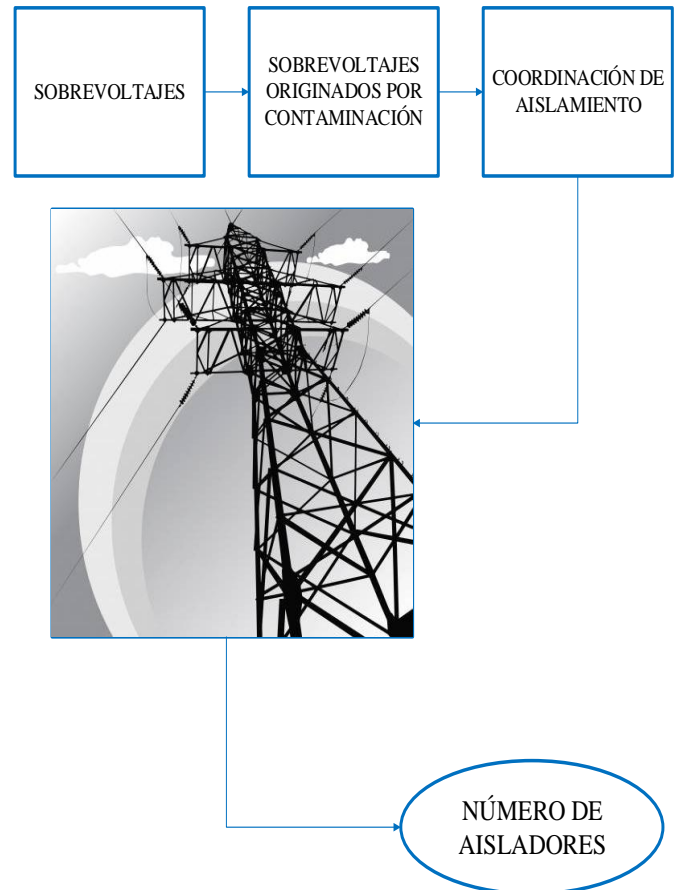 SOBREVOLTAJES
SOBREVOLTAJES
ORIGINADOS POR
CONTAMINACIÓN
COORDINACIÓN DE
AISLAMIENTO
NÚMERO DE
AISLADORES